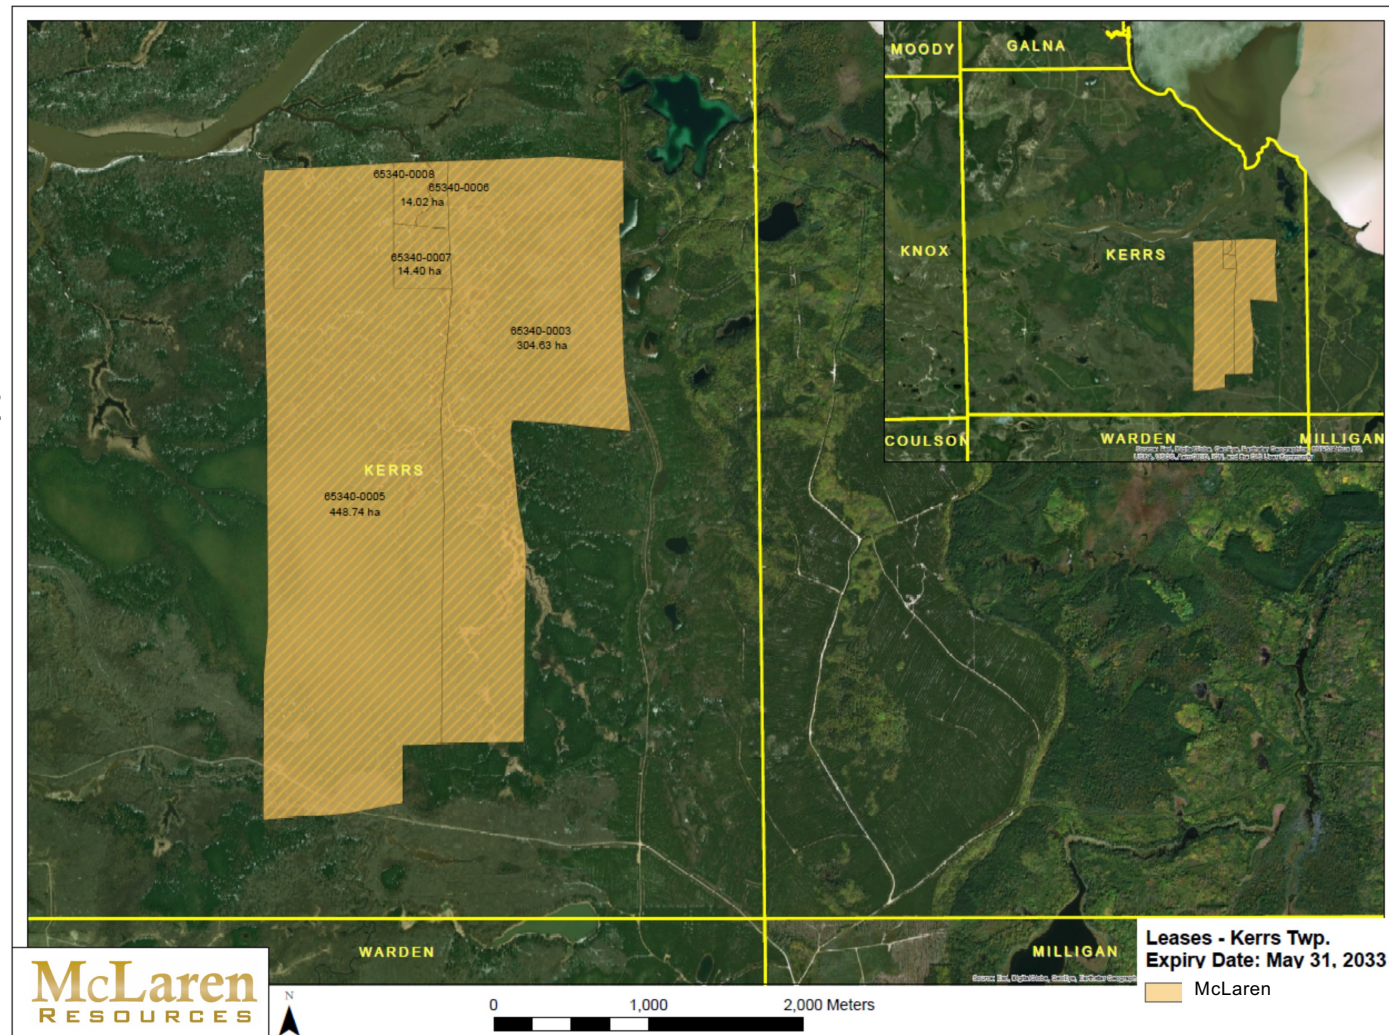 MOODY
GALNA
KNOX
KERRS
COULSON
WARDEN
MILLIGAN
65340-0008
65340-0006
14.02 ha
65340-0007
14.40 ha
65340-0003
304.63 ha
KERRS
65340-0005
448.74 ha
WARDEN
MILLIGAN
Leases - Kerrs Twp.
Expiry Date: May 31, 2033
McLaren
McLaren
RESOURCES
N
0 1,000 2,000 Meters